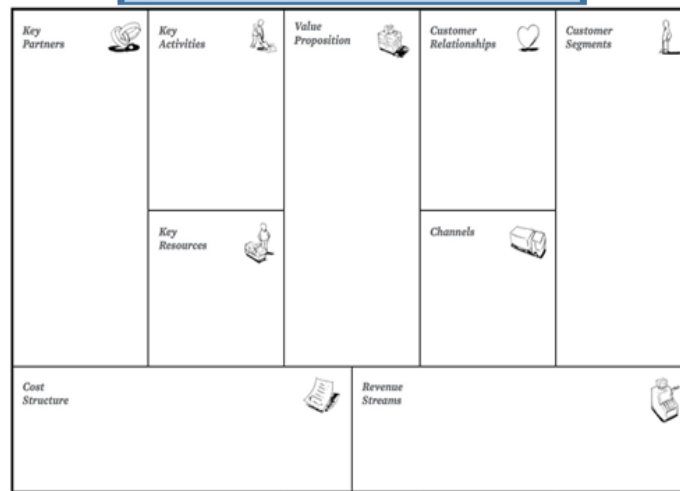 Key
Partners
Key
Activities
Value
Proposition
Customer
Relationships
Customer
Segments
Key
Resources
Channels
Cost
Structure
Revenue
Streams